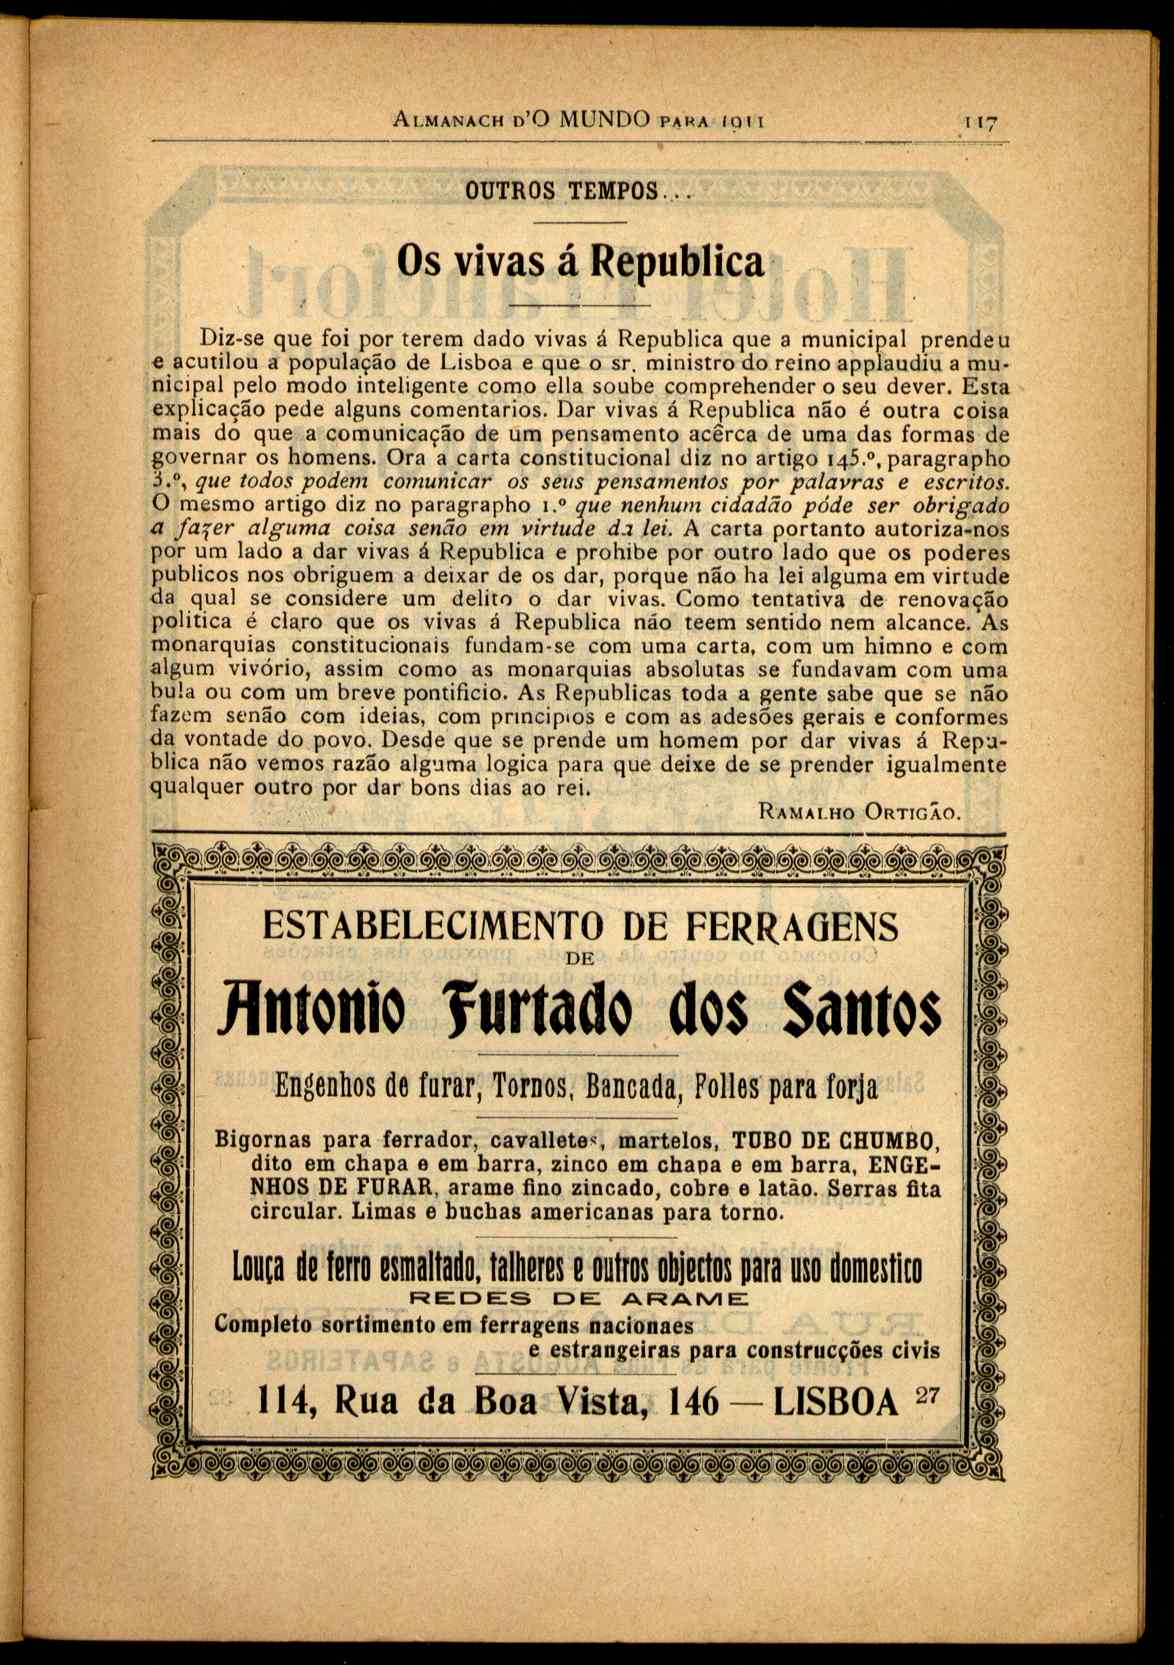 ALMANACH D'O MUNDO PARA 1911 117
OUTROS TEMPOS...
Os vivas á Republica
Diz-se que foi por terem dado vivas á Republica que a municipal prendeu
e acutilou a população de Lisboa e que o sr. ministro do reino applaudiu a mu-
nicipal pelo modo inteligente como ella soube comprehender o seu dever. Esta
explicação pede alguns comentarios. Dar vivas á Republica não é outra coisa
mais do que a comunicação de um pensamento acêrca de uma das formas de
governar os homens. Ora a carta constitucional diz no artigo 145.º, paragrapho
3.º, que todos podem comunicar os seus pensamentos por palavras e escritos.
O mesmo artigo diz no paragrapho 1.º que nenhum cidadão póde ser obrigado
a fazer alguma coisa senão em virtude da lei. A carta portanto autoriza-nos
por um lado a dar vivas á Republica e prohibe por outro lado que os poderes
publicos nos obriguem a deixar de os dar, porque não ha lei alguma em virtude
da qual se considere um delito o dar vivas. Como tentativa de renovação
politica é claro que os vivas á Republica não teem sentido nem alcance. As
monarquias constitucionais fundam-se com uma carta, com um himno e com
algum vivório, assim como as monarquias absolutas se fundavam com uma
bula ou com um breve pontificio. As Republicas toda a gente sabe que se não
fazem senão com ideias, com principios e com as adesões gerais e conformes
da vontade do povo. Desde que se prende um homem por dar vivas á Repu-
blica não vemos razão alguma logica para que deixe de se prender igualmente
qualquer outro por dar bons dias ao rei.
RAMALHO ORTIGÃO.
ESTABELECIMENTO DE FERRAGENS
DE
Antonio Furtado dos Santos
Engenhos de furar, Tornos, Bancada, Folles para forja
Bigornas para ferrador, cavalletes, martelos, TUBO DE CHUMBO,
dito em chapa e em barra, zinco em chapa e em barra, ENGE-
NHOS DE FURAR, arame fino zincado, cobre e latão. Serras fita
circular. Limas e buchas americanas para torno.
Louça de ferro esmaltado, talheres e outros objectos para uso domestico
REDES DE ARAME
Completo sortimento em ferragens nacionaes
e estrangeiras para construcções civis
114, Rua da Boa Vista, 146 — LISBOA 27